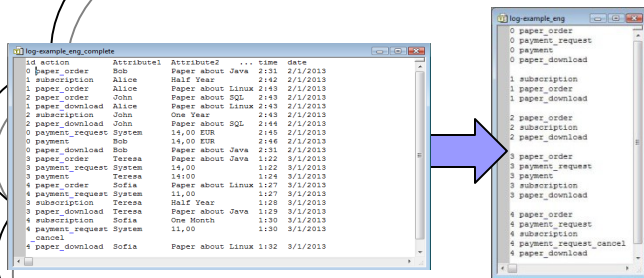 log-example_eng_complete
id action Attribute1 Attribute2 ... time date
0 paper_order Bob Paper about Java 2:31 2/1/2013
1 subscription Alice Half Year 2:42 2/1/2013
1 paper_order Alice Paper about Linux 2:43 2/1/2013
2 paper_order John Paper about SQL 2:43 2/1/2013
1 paper_download Alice Paper about Linux 2:43 2/1/2013
2 subscription John One Year 2:43 2/1/2013
2 paper_download John Paper about SQL 2:44 2/1/2013
0 payment_request System 14,00 EUR 2:45 2/1/2013
0 payment Bob 14,00 EUR 2:46 2/1/2013
0 paper_download Bob Paper about Java 2:31 2/1/2013
3 paper_order Teresa Paper about Java 1:22 3/1/2013
3 payment_request System 14,00 1:22 3/1/2013
3 payment Teresa 14:00 1:24 3/1/2013
4 paper_order Sofia Paper about Linux 1:27 3/1/2013
4 payment_request System 11,00 1:27 3/1/2013
3 subscription Teresa Half Year 1:28 3/1/2013
3 paper_download Teresa Paper about Java 1:29 3/1/2013
4 subscription Sofia One Month 1:30 3/1/2013
4 payment_request System 11,00 1:30 3/1/2013
_cancel
4 paper_download Sofia Paper about Linux 1:32 3/1/2013
log-example_eng
0 paper_order
0 payment_request
0 payment
0 paper_download
1 subscription
1 paper_order
1 paper_download
2 paper_order
2 subscription
2 paper_download
3 paper_order
3 payment_request
3 payment
3 subscription
3 paper_download
4 paper_order
4 payment_request
4 subscription
4 payment_request_cancel
4 paper_download